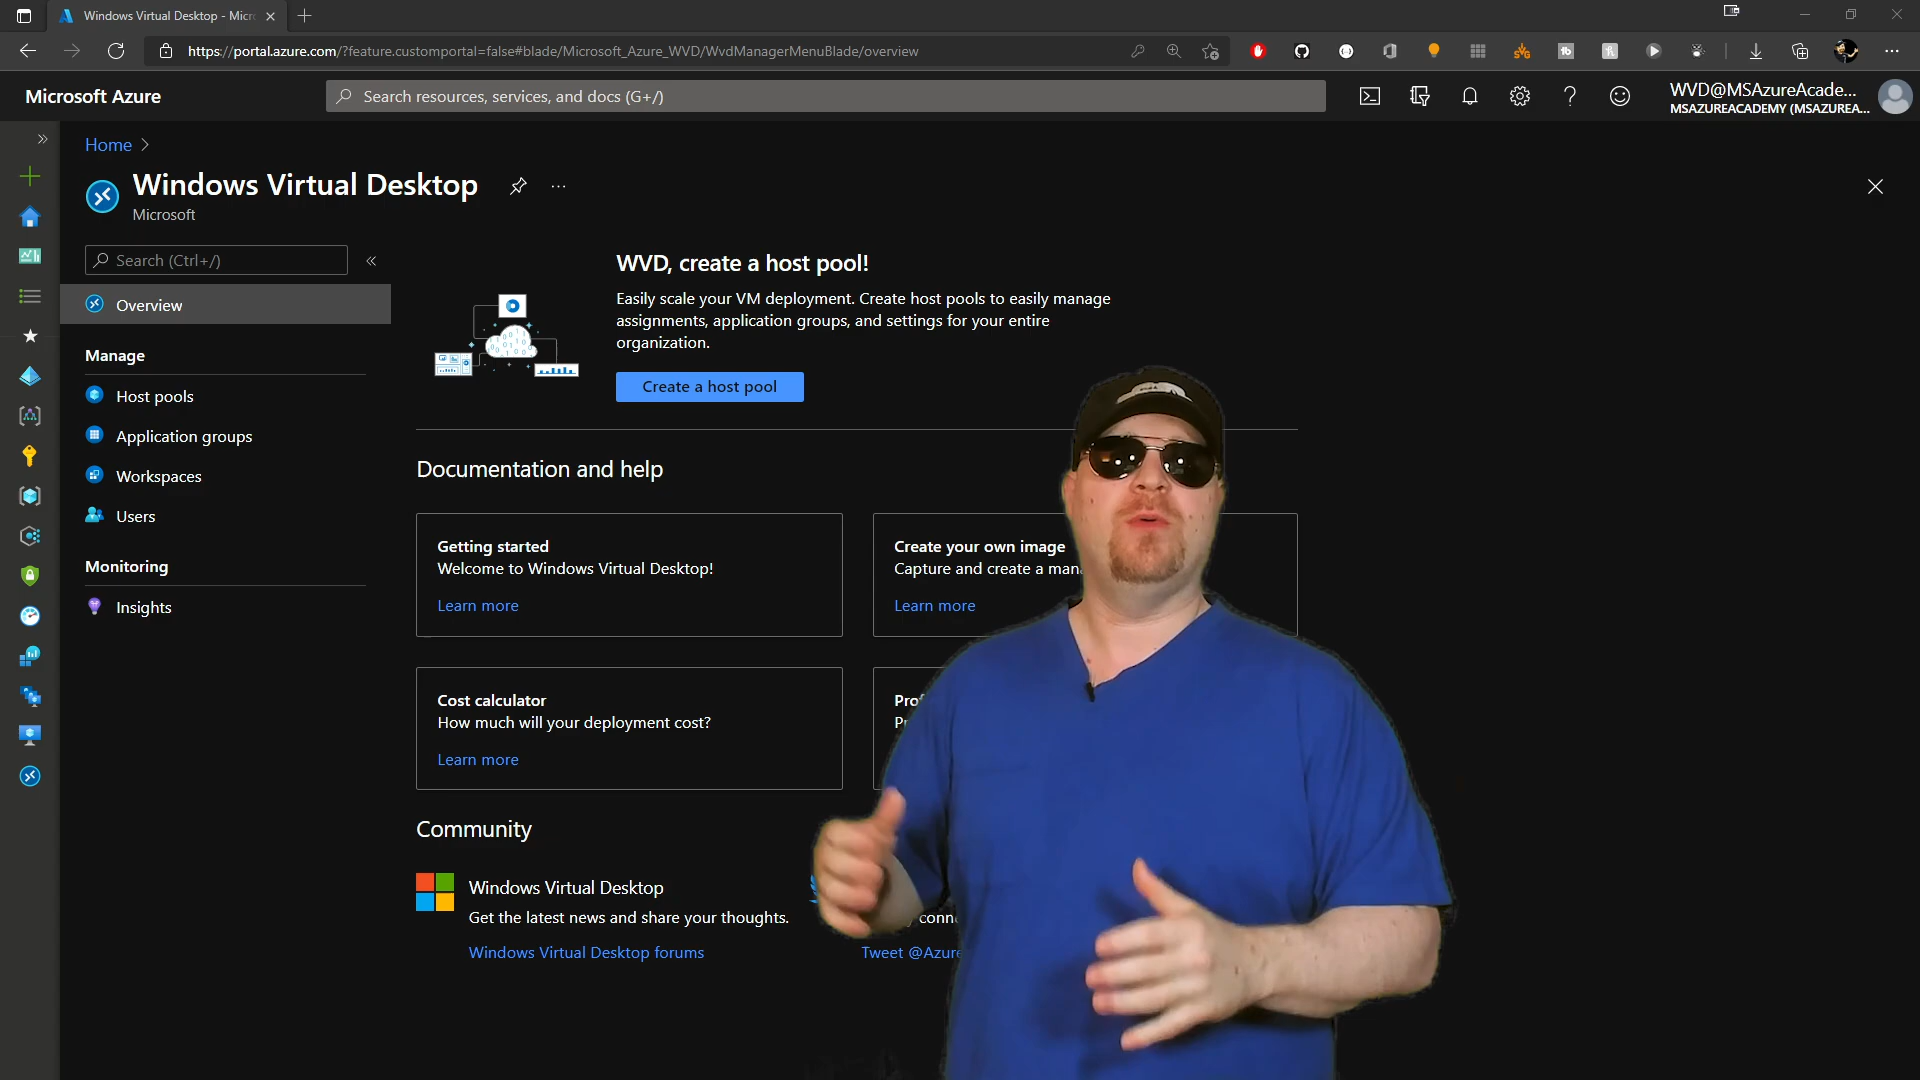 Windows Virtual Desktop - Micr
https://portal.azure.com/?feature.customportal=false#blade/Microsoft_Azure_WVD/WvdManagerMenuBlade/overview
Microsoft Azure
Search resources, services, and docs (G+/)
WVD@MSAzureAcade...
MSAZUREACADEMY (MSAZUREA...
Home
Windows Virtual Desktop
Microsoft
Search (Ctrl+/)
Overview
Manage
Host pools
Application groups
Workspaces
Users
Monitoring
Insights
WVD, create a host pool!
Easily scale your VM deployment. Create host pools to easily manage
assignments, application groups, and settings for your entire
organization.
Create a host pool
Documentation and help
Getting started
Welcome to Windows Virtual Desktop!
Learn more
Create your own image
Capture and create a man
Learn more
Cost calculator
How much will your deployment cost?
Learn more
Community
Windows Virtual Desktop
Get the latest news and share your thoughts.
Windows Virtual Desktop forums
Tweet @Azure